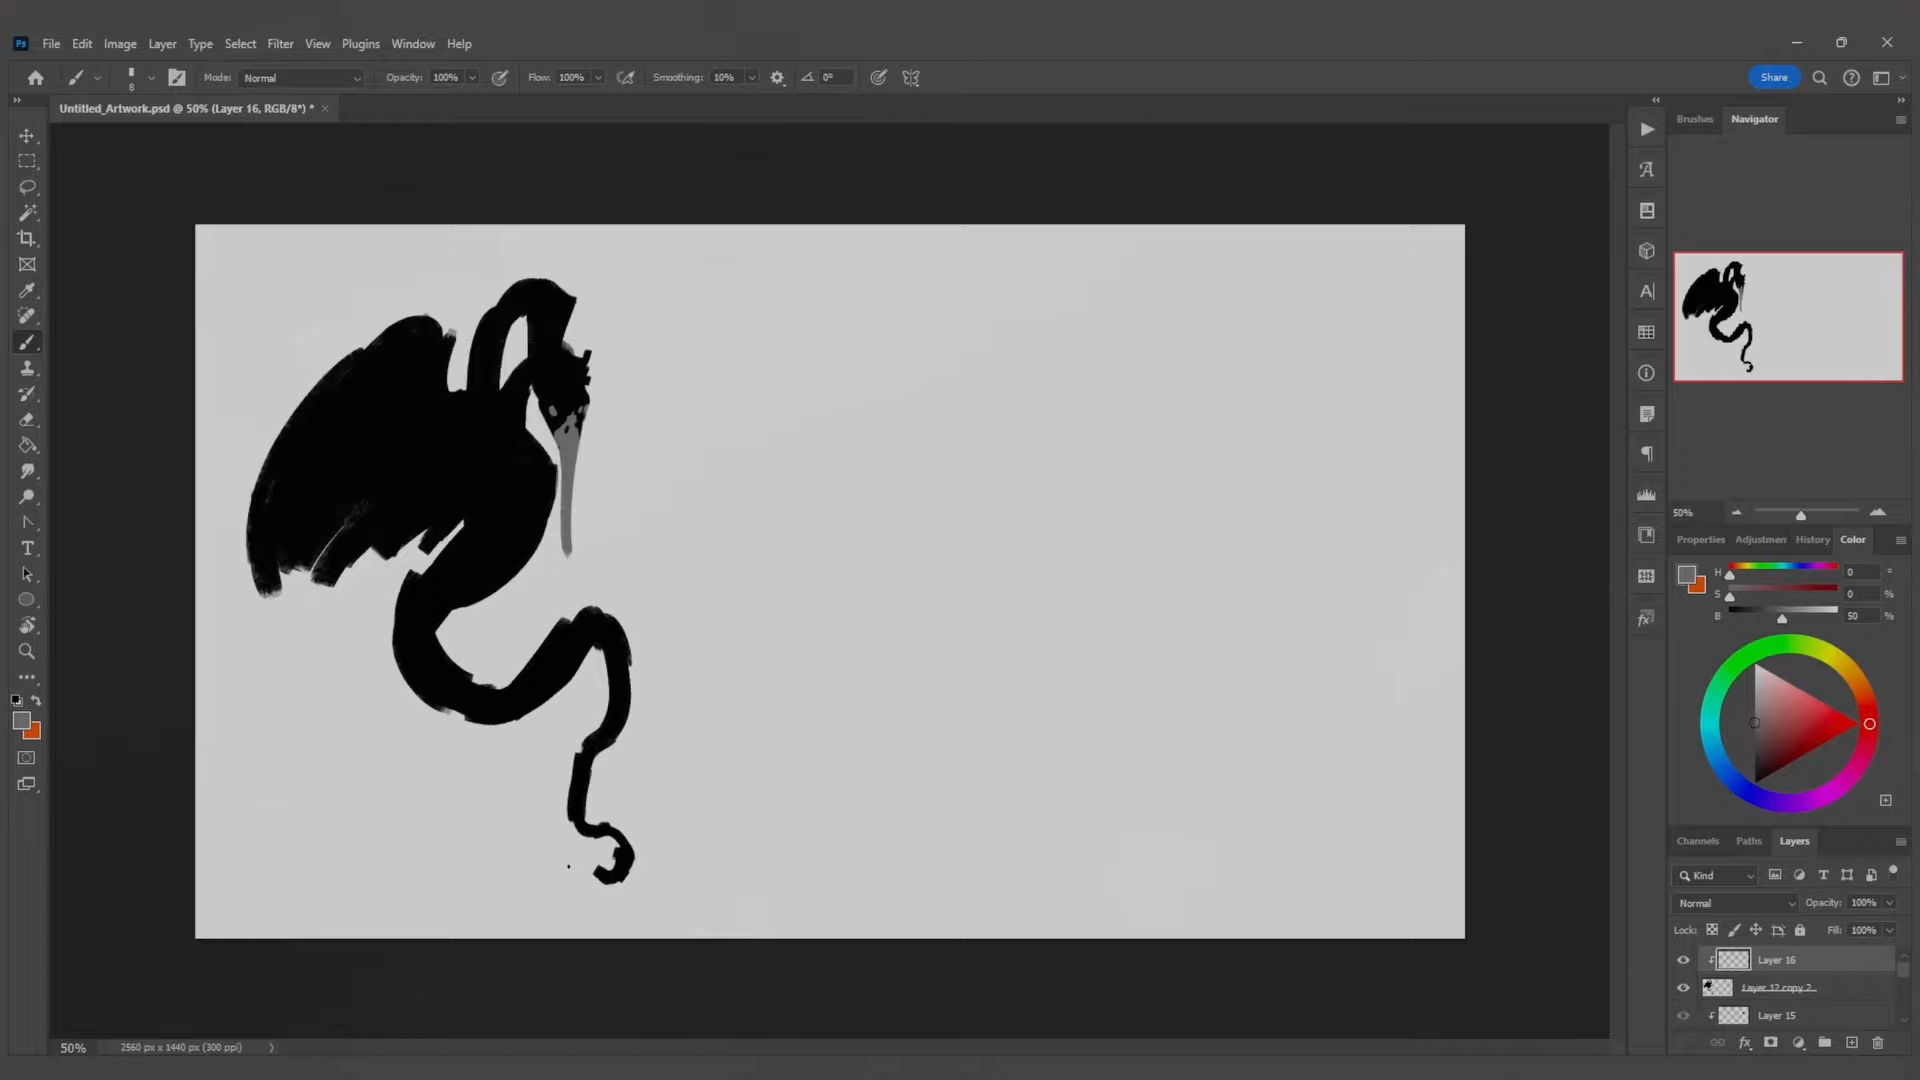 Ps File Edit Image Layer Type Select Filter View Plugins Window Help
8 Mode: Normal Opacity: 100% Flow: 100% Smoothing: 10% 0° Share
Untitled_Artwork.psd @ 50% (Layer 16, RGB/8*) *
Brushes Navigator
50%
Properties Adjustmen History Color
H 0 °
S 0 %
B 50 %
Channels Paths Layers
Kind
Normal Opacity: 100%
Lock: Fill: 100%
Layer 16
Layer 12 copy 2
Layer 15
50% 2560 px x 1440 px (300 ppi)